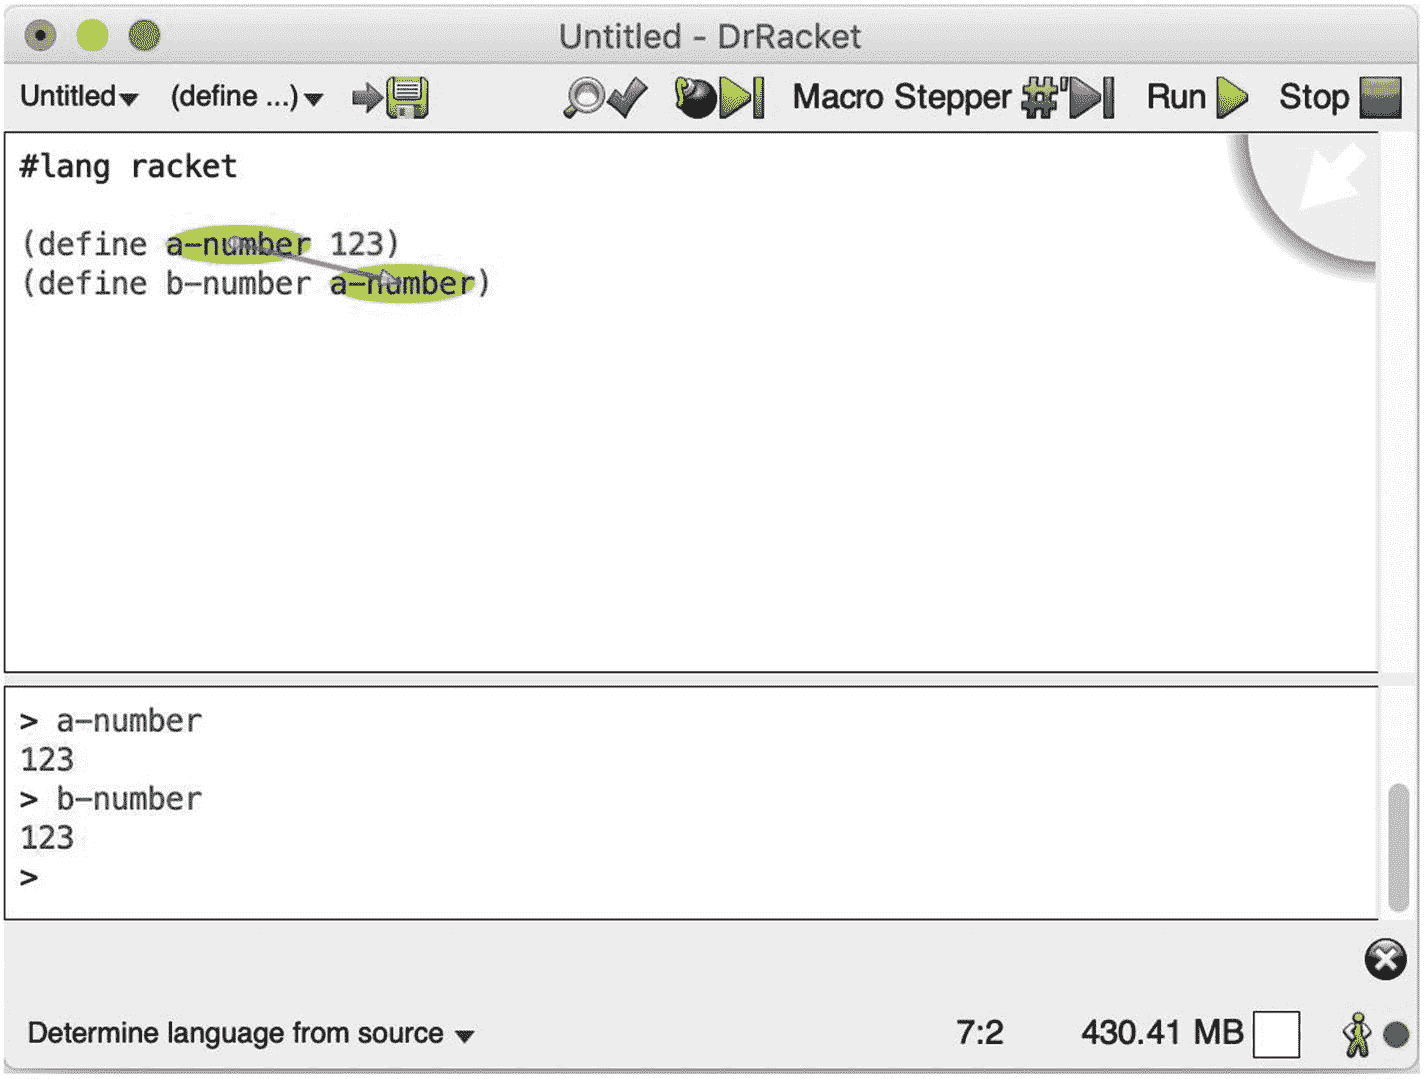 Untitled - DrRacket
Untitled (define ...) Macro Stepper #' Run Stop
#lang racket
(define a-number 123)
(define b-number a-number)
> a-number
123
> b-number
123
>
Determine language from source 7:2 430.41 MB